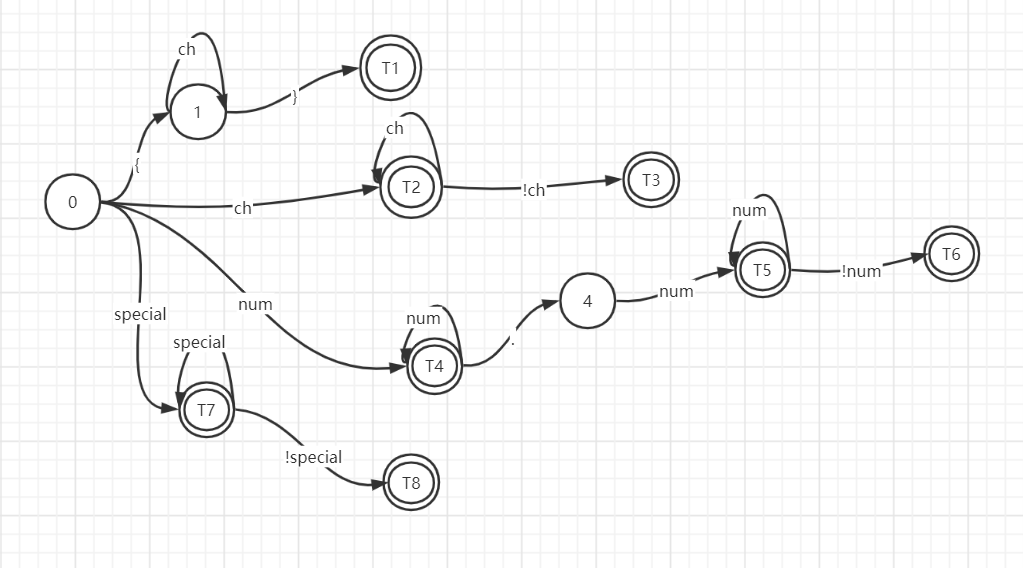 ch
T1
1
}
ch
{
T2
!ch
T3
0
ch
num
T5
!num
T6
4
num
special
num
num
.
T4
special
T7
!special
T8